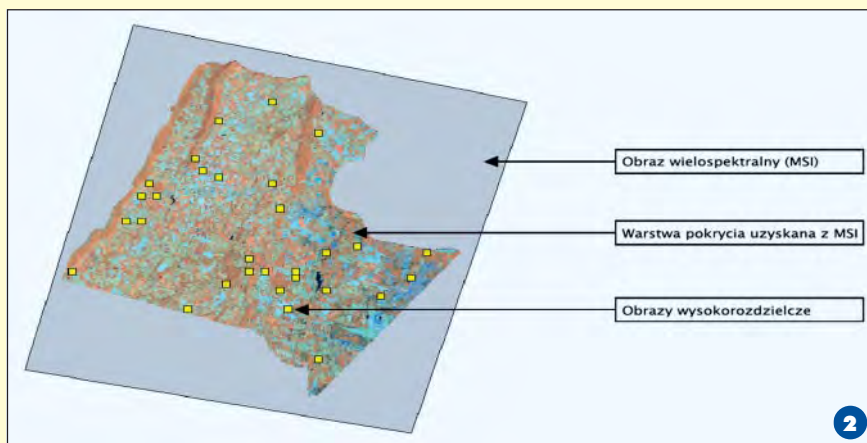 Obraz wielospektralny (MSI)
Warstwa pokrycia uzyskana z MSI
Obrazy wysokorozdzielcze
2